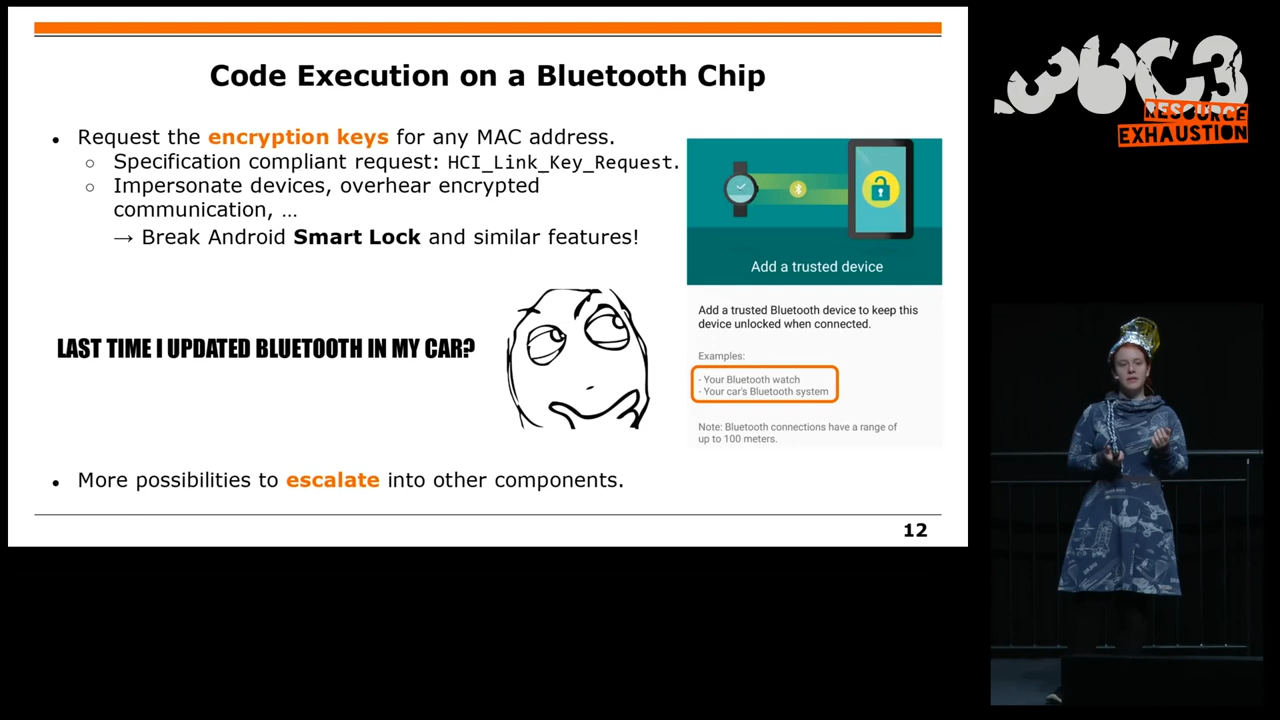 Code Execution on a Bluetooth Chip
• Request the encryption keys for any MAC address.
○ Specification compliant request: HCI_Link_Key_Request.
○ Impersonate devices, overhear encrypted
communication, …
→ Break Android Smart Lock and similar features!
LAST TIME I UPDATED BLUETOOTH IN MY CAR?
Add a trusted device
Add a trusted Bluetooth device to keep this
device unlocked when connected.
Examples:
- Your Bluetooth watch
- Your car's Bluetooth system
Note: Bluetooth connections have a range of
up to 100 meters.
• More possibilities to escalate into other components.
12
36C3
RESOURCE
EXHAUSTION